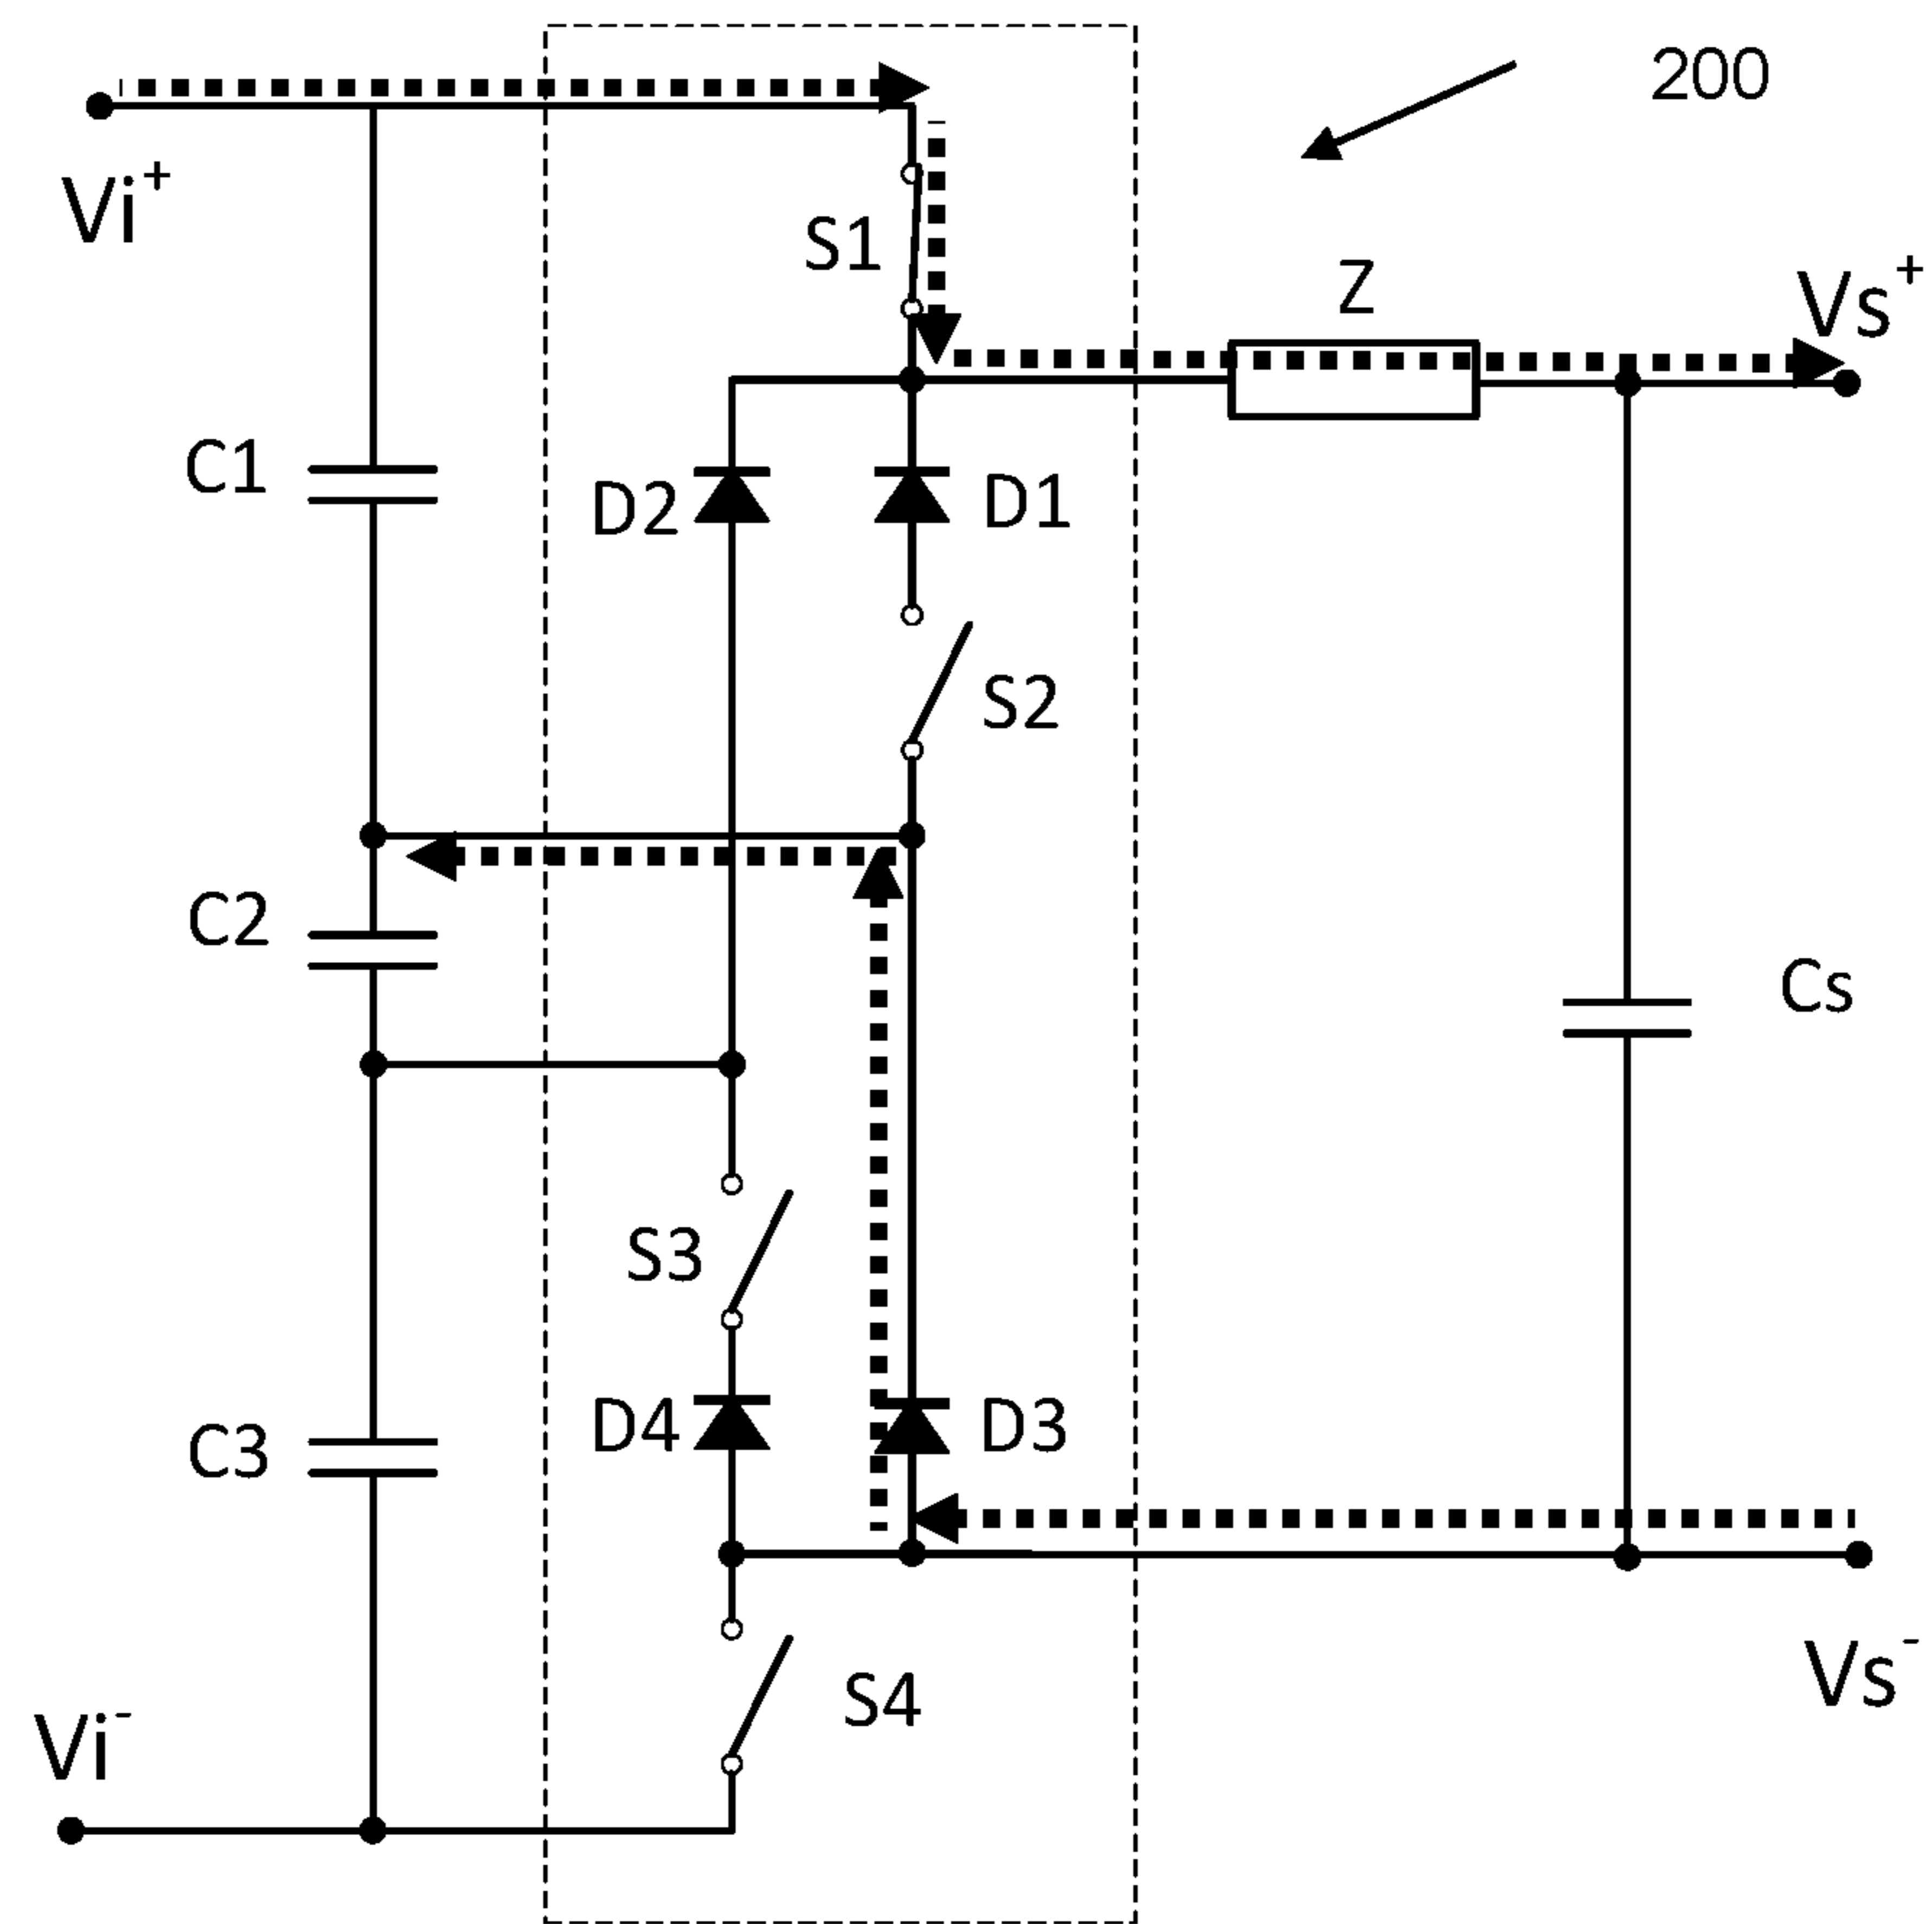 200
Vi+
S1
Z
Vs+
C1
D2
D1
S2
C2
Cs
S3
D4
D3
C3
S4
Vs-
Vi-